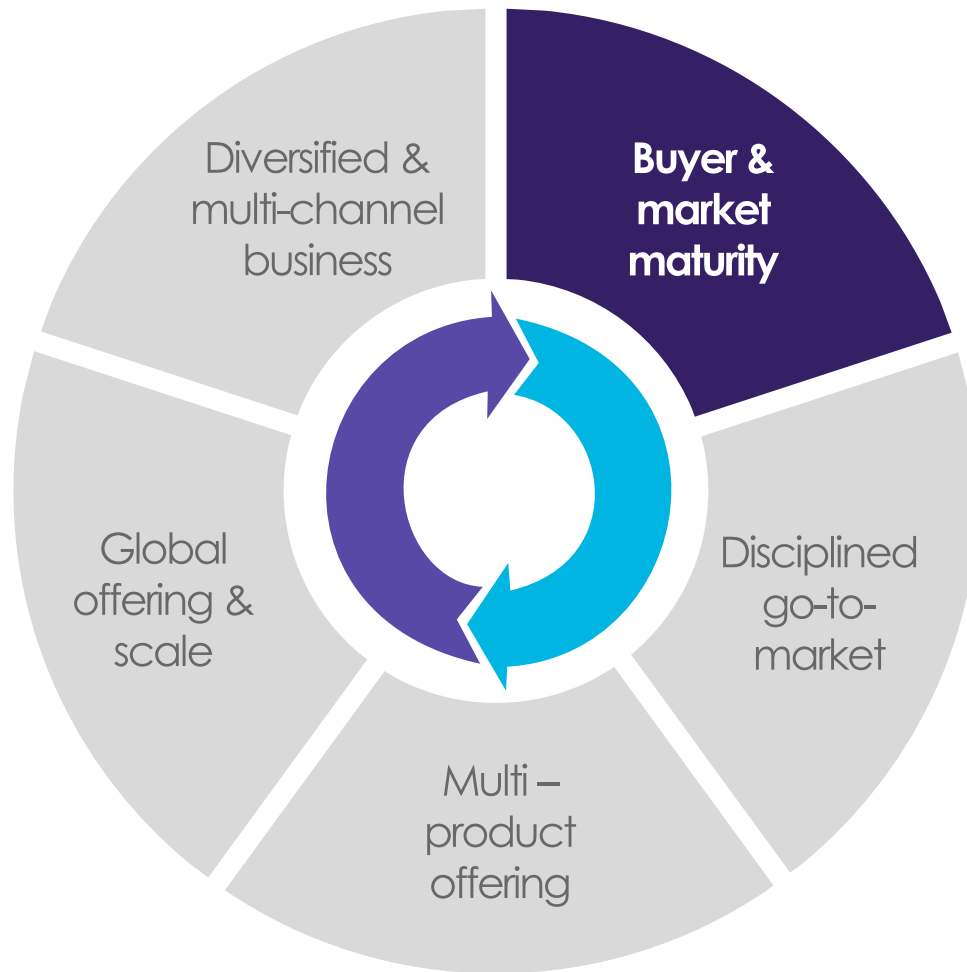 Diversified &
multi-channel
business
Buyer &
market
maturity
Global
offering &
scale
Disciplined
go-to-
market
Multi –
product
offering